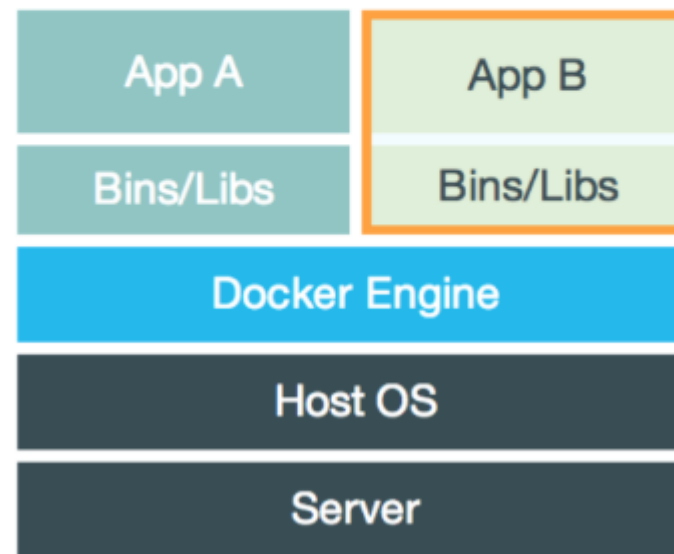 App A
App B
Bins/Libs
Bins/Libs
Docker Engine
Host OS
Server